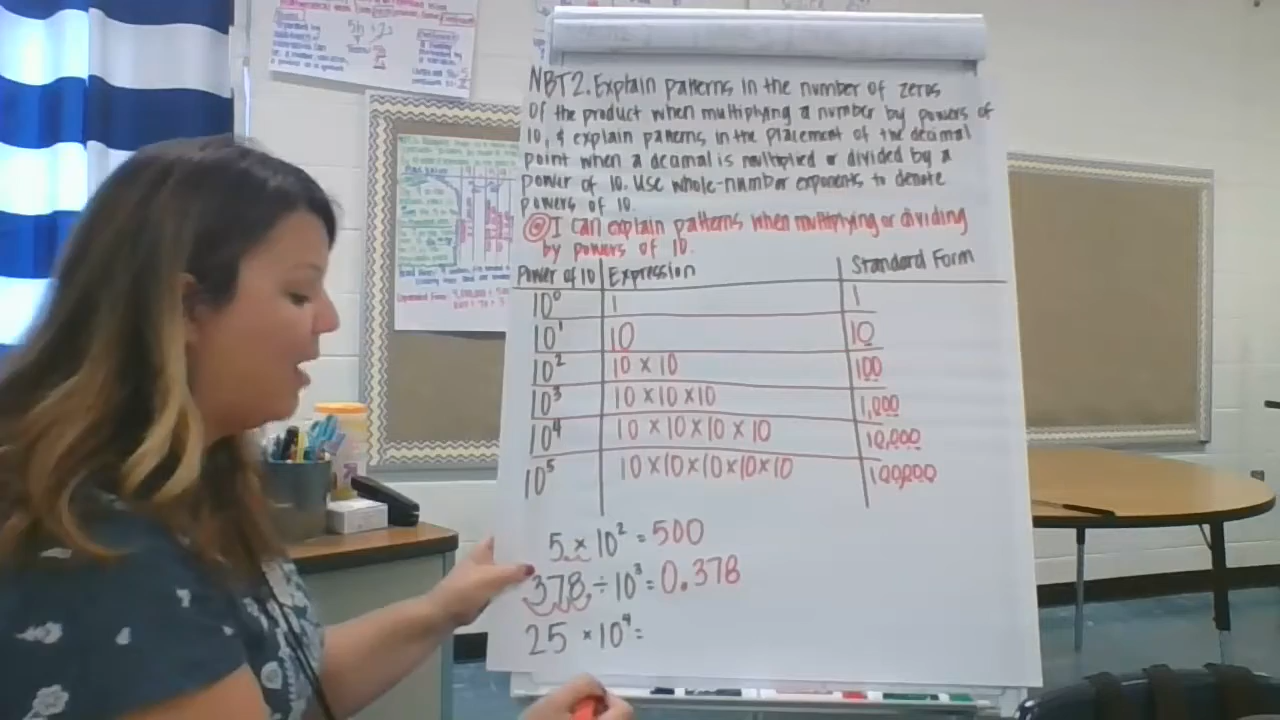 NBT2. Explain patterns in the number of zeros
of the product when multiplying a number by powers of
10, & explain patterns in the placement of the decimal
point when a decamal is multiplied or divided by a
power of 10. Use whole-number exponents to denote
powers of 10.
I can explain patterns when multiplying or dividing
by powers of 10.
Power of 10 Expression Standard Form
10⁰ 1 1
10¹ 10 10
10² 10 × 10 100
10³ 10 × 10 × 10 1,000
10⁴ 10 × 10 × 10 × 10 10,000
10⁵ 10 × 10 × 10 × 10 × 10 100,000
5 × 10² = 500
378 ÷ 10³ = 0.378
25 × 10⁴ =